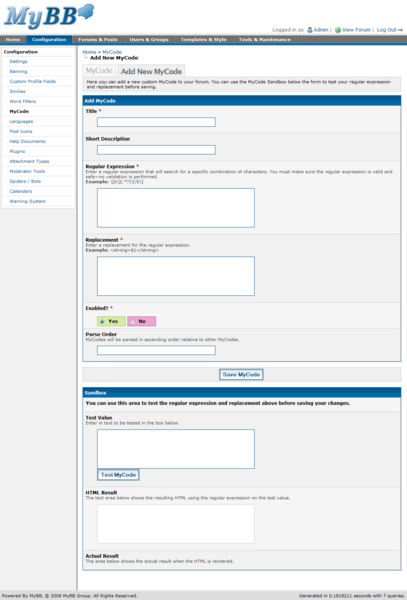 MyBB
Logged in as Admin | View Forum | Log Out
Home Configuration Forums & Posts Users & Groups Templates & Style Tools & Maintenance
Configuration
Settings
Banning
Custom Profile Fields
Smilies
Word Filters
MyCode
Languages
Post Icons
Help Documents
Plugins
Attachment Types
Moderator Tools
Spiders / Bots
Calendars
Warning System
Home » MyCode
Add New MyCode
MyCode Add New MyCode
Here you can add a new custom MyCode to your forum. You can use the MyCode Sandbox below the form to test your regular expression
and replacement before saving.
Add MyCode
Title *
Short Description
Regular Expression *
Enter a regular expression that will search for a specific combination of characters. You must make sure the regular expression is valid and
safe—no validation is performed.
Example: \[b\](.*?)\[/b\]
Replacement *
Enter a replacement for the regular expression.
Example: <strong>$1</strong>
Enabled? *
Yes No
Parse Order
MyCodes will be parsed in ascending order relative to other MyCodes.
Save MyCode
Sandbox
You can use this area to test the regular expression and replacement above before saving your changes.
Test Value
Enter in text to be tested in the box below.
Test MyCode
HTML Result
The text area below shows the resulting HTML using the regular expression on the test value.
Actual Result
The area below shows the actual result when the HTML is rendered.
Powered By MyBB. © 2008 MyBB Group. All Rights Reserved.
Generated in 0.1818211 seconds with 7 queries.